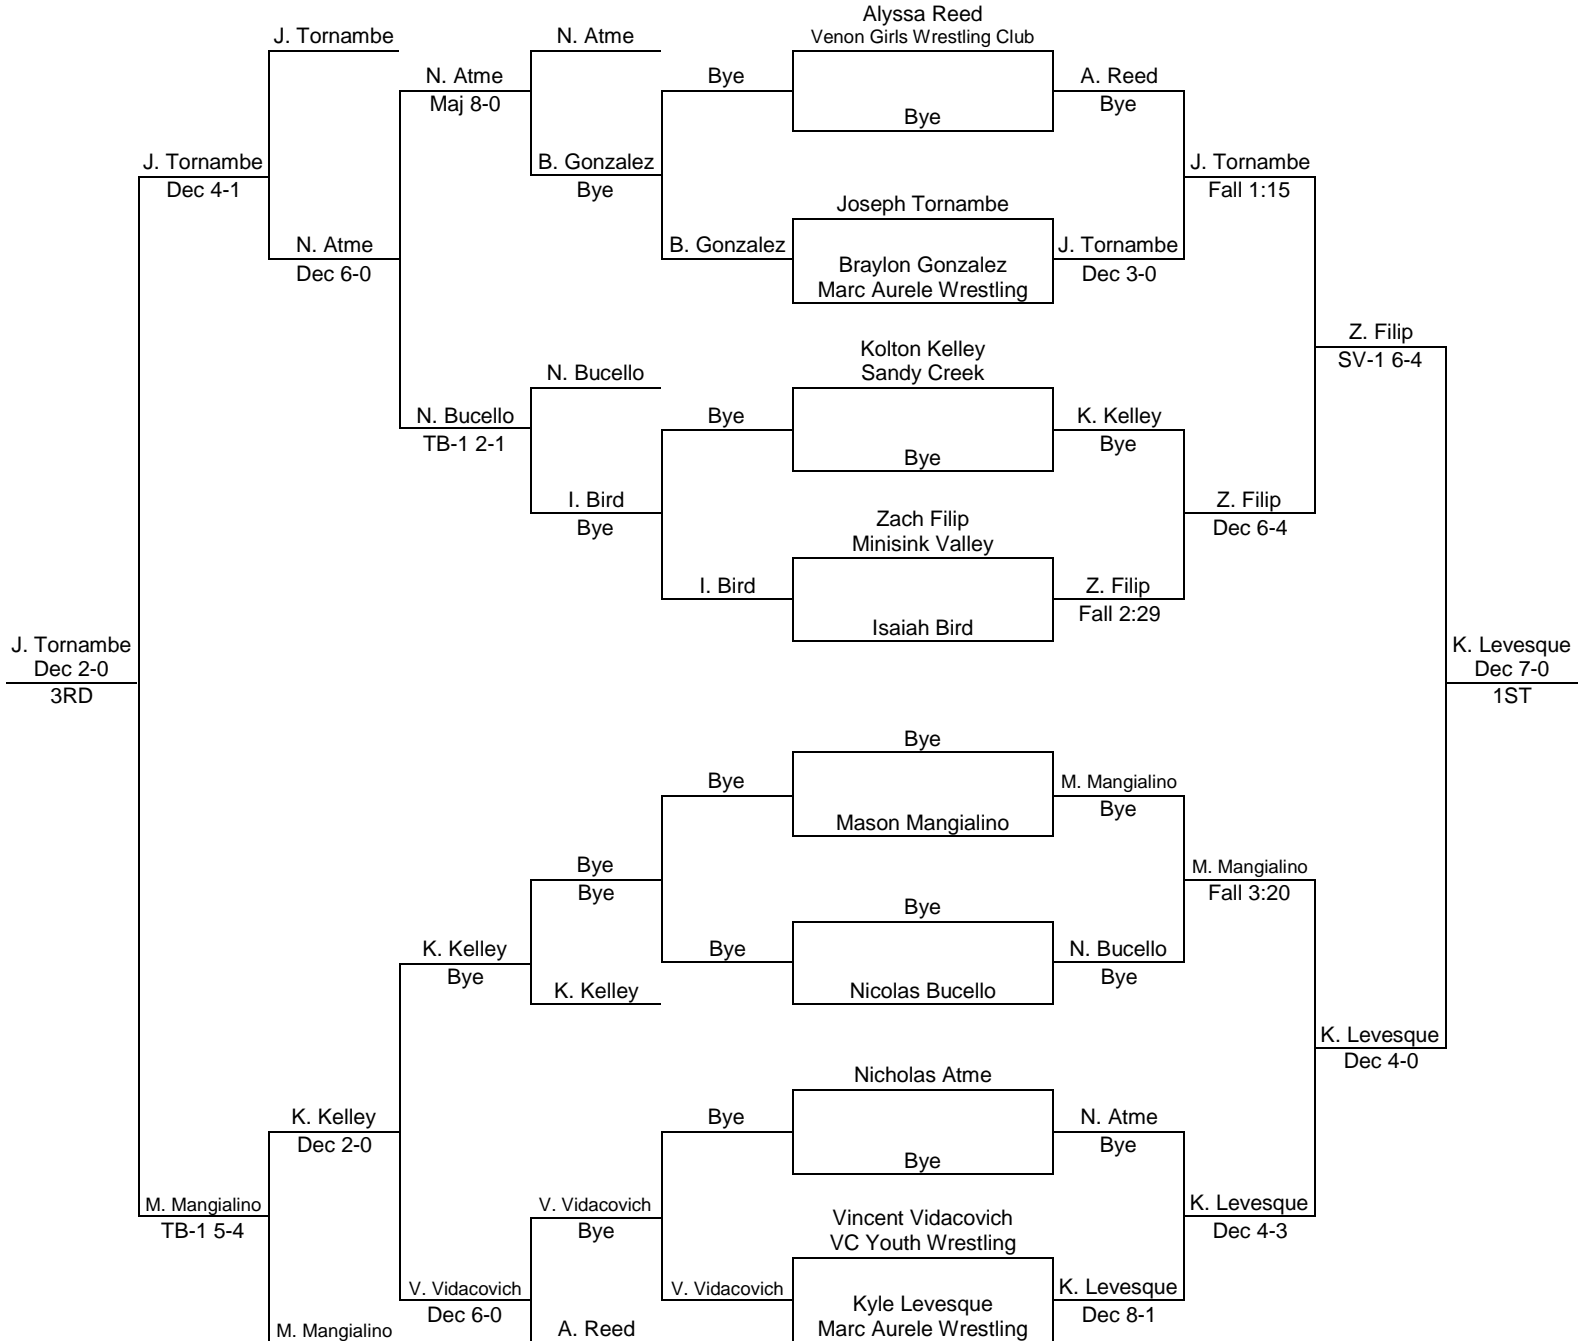 Alyssa Reed
J. Tornambe
N. Atme
Venon Girls Wrestling Club
N. Atme
Bye
A. Reed
Maj 8-0
Bye
Bye
J. Tornambe
B. Gonzalez
J. Tornambe
Dec 4-1
Bye
Fall 1:15
Joseph Tornambe
N. Atme
B. Gonzalez
J. Tornambe
Dec 6-0
Braylon Gonzalez
Dec 3-0
Marc Aurele Wrestling
Z. Filip
Kolton Kelley
SV-1 6-4
N. Bucello
Sandy Creek
N. Bucello
Bye
K. Kelley
TB-1 2-1
Bye
Bye
I. Bird
Z. Filip
Bye
Zach Filip
Dec 6-4
Minisink Valley
I. Bird
Z. Filip
Isaiah Bird
Fall 2:29
J. Tornambe
K. Levesque
Dec 2-0
Dec 7-0
3RD
1ST
Bye
Bye
M. Mangialino
Mason Mangialino
Bye
Bye
M. Mangialino
Bye
Fall 3:20
Bye
K. Kelley
Bye
N. Bucello
Bye
Bye
K. Kelley
Nicolas Bucello
K. Levesque
Dec 4-0
Nicholas Atme
K. Kelley
Bye
N. Atme
Dec 2-0
Bye
Bye
M. Mangialino
V. Vidacovich
K. Levesque
TB-1 5-4
Bye
Vincent Vidacovich
Dec 4-3
VC Youth Wrestling
V. Vidacovich
V. Vidacovich
K. Levesque
Dec 6-0
Kyle Levesque
Dec 8-1
M. Mangialino
A. Reed
Marc Aurele Wrestling